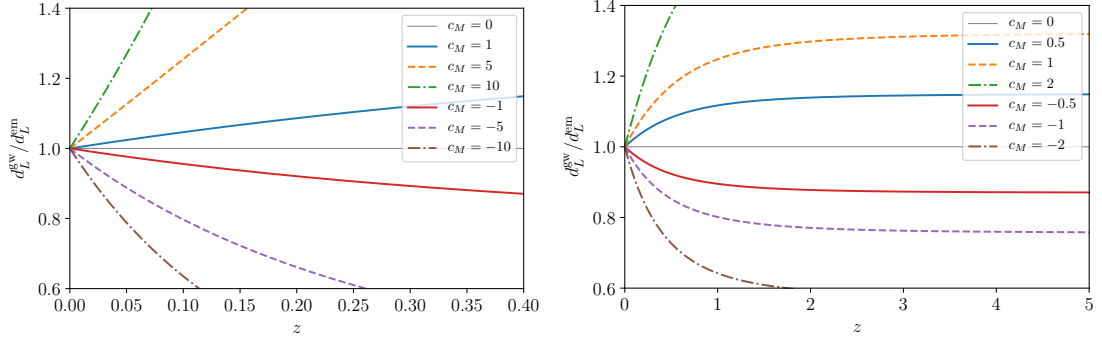 1.4
1.2
1.0
0.8
0.6
d_L^gw/d_L^em
0.00 0.05 0.10 0.15 0.20 0.25 0.30 0.35 0.40
z
c_M = 0
c_M = 1
c_M = 5
c_M = 10
c_M = −1
c_M = −5
c_M = −10
1.4
1.2
1.0
0.8
0.6
d_L^gw/d_L^em
0 1 2 3 4 5
z
c_M = 0
c_M = 0.5
c_M = 1
c_M = 2
c_M = −0.5
c_M = −1
c_M = −2